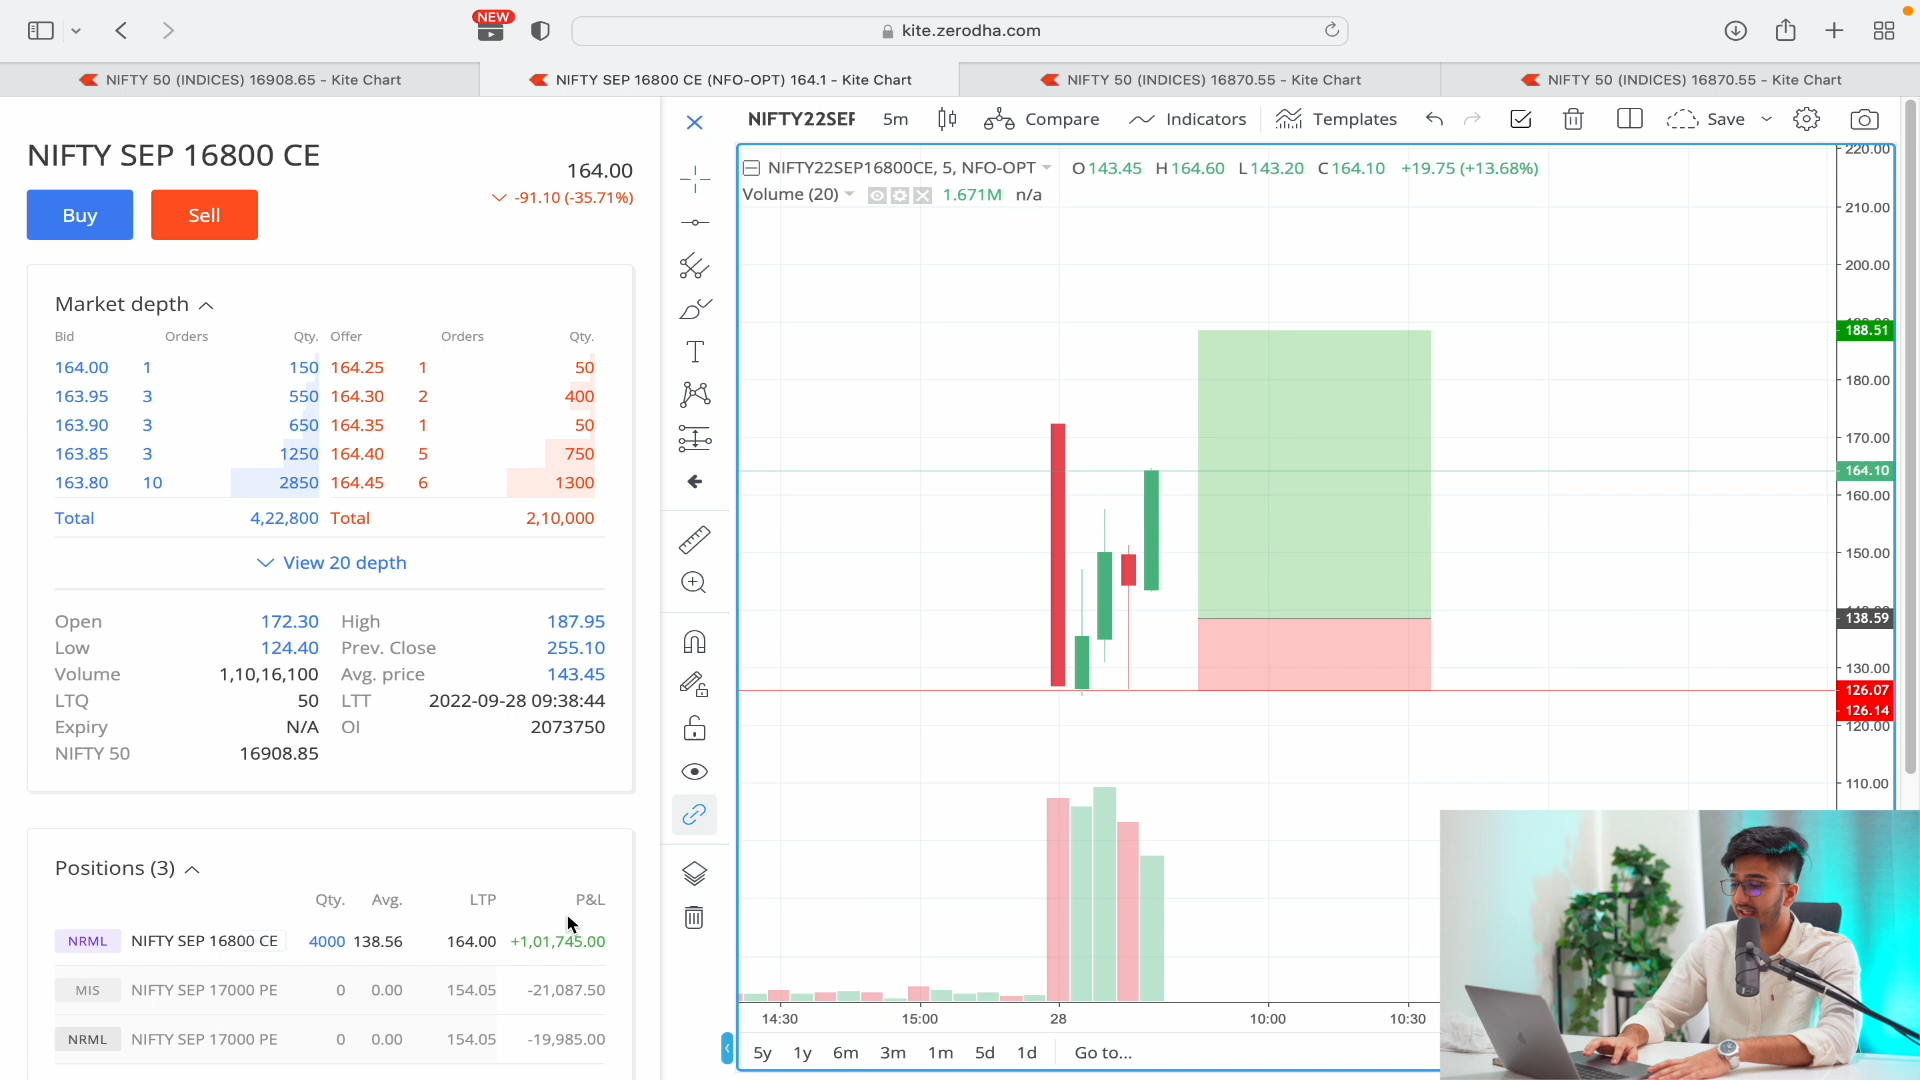 NEW
kite.zerodha.com
NIFTY 50 (INDICES) 16908.65 - Kite Chart
NIFTY SEP 16800 CE (NFO-OPT) 164.1 - Kite Chart
NIFTY 50 (INDICES) 16870.55 - Kite Chart
NIFTY 50 (INDICES) 16870.55 - Kite Chart
NIFTY SEP 16800 CE
164.00
-91.10 (-35.71%)
Buy
Sell
Market depth
Bid Orders Qty. Offer Orders Qty.
164.00 1 150 164.25 1 50
163.95 3 550 164.30 2 400
163.90 3 650 164.35 1 50
163.85 3 1250 164.40 5 750
163.80 10 2850 164.45 6 1300
Total 4,22,800 Total 2,10,000
View 20 depth
Open 172.30 High 187.95
Low 124.40 Prev. Close 255.10
Volume 1,10,16,100 Avg. price 143.45
LTQ 50 LTT 2022-09-28 09:38:44
Expiry N/A OI 2073750
NIFTY 50 16908.85
Positions (3)
Qty. Avg. LTP P&L
NRML NIFTY SEP 16800 CE 4000 138.56 164.00 +1,01,745.00
MIS NIFTY SEP 17000 PE 0 0.00 154.05 -21,087.50
NRML NIFTY SEP 17000 PE 0 0.00 154.05 -19,985.00
NIFTY22SEP 5m Compare Indicators Templates Save
NIFTY22SEP16800CE, 5, NFO-OPT O143.45 H164.60 L143.20 C164.10 +19.75 (+13.68%)
Volume (20) 1.671M n/a
220.00
210.00
200.00
188.51
180.00
170.00
164.10
160.00
150.00
138.59
130.00
126.07
126.14
120.00
110.00
14:30 15:00 28 10:00 10:30
5y 1y 6m 3m 1m 5d 1d Go to...